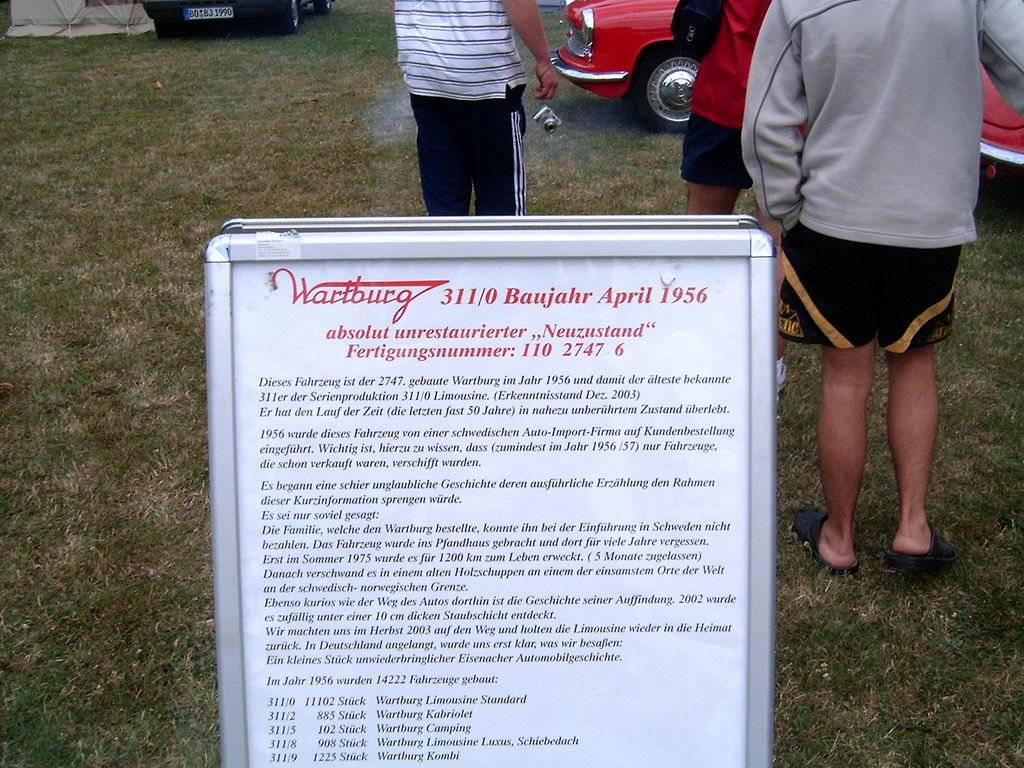 BO BJ 1990
Wartburg 311/0 Baujahr April 1956
absolut unrestaurierter „Neuzustand“
Fertigungsnummer: 110 2747 6
Dieses Fahrzeug ist der 2747. gebaute Wartburg im Jahr 1956 und damit der älteste bekannte
311er der Serienproduktion 311/0 Limousine. (Erkenntnisstand Dez. 2003)
Er hat den Lauf der Zeit (die letzten fast 50 Jahre) in nahezu unberührtem Zustand überlebt.
1956 wurde dieses Fahrzeug von einer schwedischen Auto-Import-Firma auf Kundenbestellung
eingeführt. Wichtig ist, hierzu zu wissen, dass (zumindest im Jahr 1956 /57) nur Fahrzeuge,
die schon verkauft waren, verschifft wurden.
Es begann eine schier unglaubliche Geschichte deren ausführliche Erzählung den Rahmen
dieser Kurzinformation sprengen würde.
Es sei nur soviel gesagt:
Die Familie, welche den Wartburg bestellte, konnte ihn bei der Einführung in Schweden nicht
bezahlen. Das Fahrzeug wurde ins Pfandhaus gebracht und dort für viele Jahre vergessen.
Erst im Sommer 1975 wurde es für 1200 km zum Leben erweckt. ( 5 Monate zugelassen)
Danach verschwand es in einem alten Holzschuppen an einem der einsamstem Orte der Welt
an der schwedisch- norwegischen Grenze.
Ebenso kurios wie der Weg des Autos dorthin ist die Geschichte seiner Auffindung. 2002 wurde
es zufällig unter einer 10 cm dicken Staubschicht entdeckt.
Wir machten uns im Herbst 2003 auf den Weg und holten die Limousine wieder in die Heimat
zurück. In Deutschland angelangt, wurde uns erst klar, was wir besaßen:
Ein kleines Stück unwiederbringlicher Eisenacher Automobilgeschichte.
Im Jahr 1956 wurden 14222 Fahrzeuge gebaut:
311/0 11102 Stück Wartburg Limousine Standard
311/2 885 Stück Wartburg Kabriolet
311/5 102 Stück Wartburg Camping
311/8 908 Stück Wartburg Limousine Luxus, Schiebedach
311/9 1225 Stück Wartburg Kombi